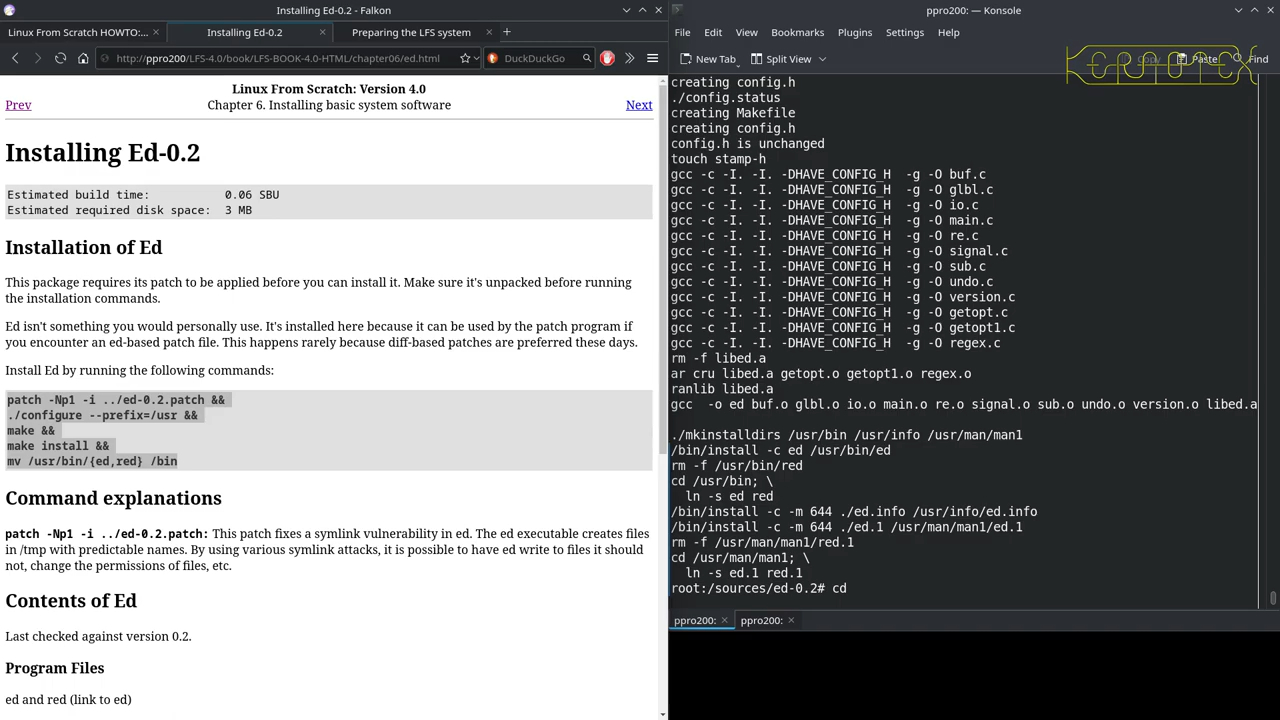 Installing Ed-0.2 - Falkon
Linux From Scratch HOWTO:...
Installing Ed-0.2
Preparing the LFS system
http://ppro200/LFS-4.0/book/LFS-BOOK-4.0-HTML/chapter06/ed.html
DuckDuckGo
Linux From Scratch: Version 4.0
Prev
Chapter 6. Installing basic system software
Next
Installing Ed-0.2
Estimated build time: 0.06 SBU
Estimated required disk space: 3 MB
Installation of Ed
This package requires its patch to be applied before you can install it. Make sure it's unpacked before running
the installation commands.
Ed isn't something you would personally use. It's installed here because it can be used by the patch program if
you encounter an ed-based patch file. This happens rarely because diff-based patches are preferred these days.
Install Ed by running the following commands:
patch -Np1 -i ../ed-0.2.patch &&
./configure --prefix=/usr &&
make &&
make install &&
mv /usr/bin/{ed,red} /bin
Command explanations
patch -Np1 -i ../ed-0.2.patch: This patch fixes a symlink vulnerability in ed. The ed executable creates files
in /tmp with predictable names. By using various symlink attacks, it is possible to have ed write to files it should
not, change the permissions of files, etc.
Contents of Ed
Last checked against version 0.2.
Program Files
ed and red (link to ed)
ppro200: — Konsole
File Edit View Bookmarks Plugins Settings Help
New Tab Split View Copy Paste Find
creating config.h
./config.status
creating Makefile
creating config.h
config.h is unchanged
touch stamp-h
gcc -c -I. -I. -DHAVE_CONFIG_H  -g -O buf.c
gcc -c -I. -I. -DHAVE_CONFIG_H  -g -O glbl.c
gcc -c -I. -I. -DHAVE_CONFIG_H  -g -O io.c
gcc -c -I. -I. -DHAVE_CONFIG_H  -g -O main.c
gcc -c -I. -I. -DHAVE_CONFIG_H  -g -O re.c
gcc -c -I. -I. -DHAVE_CONFIG_H  -g -O signal.c
gcc -c -I. -I. -DHAVE_CONFIG_H  -g -O sub.c
gcc -c -I. -I. -DHAVE_CONFIG_H  -g -O undo.c
gcc -c -I. -I. -DHAVE_CONFIG_H  -g -O version.c
gcc -c -I. -I. -DHAVE_CONFIG_H  -g -O getopt.c
gcc -c -I. -I. -DHAVE_CONFIG_H  -g -O getopt1.c
gcc -c -I. -I. -DHAVE_CONFIG_H  -g -O regex.c
rm -f libed.a
ar cru libed.a getopt.o getopt1.o regex.o
ranlib libed.a
gcc  -o ed buf.o glbl.o io.o main.o re.o signal.o sub.o undo.o version.o libed.a
./mkinstalldirs /usr/bin /usr/info /usr/man/man1
/bin/install -c ed /usr/bin/ed
rm -f /usr/bin/red
cd /usr/bin; \
ln -s ed red
/bin/install -c -m 644 ./ed.info /usr/info/ed.info
/bin/install -c -m 644 ./ed.1 /usr/man/man1/ed.1
rm -f /usr/man/man1/red.1
cd /usr/man/man1; \
ln -s ed.1 red.1
root:/sources/ed-0.2# cd
ppro200: ppro200: